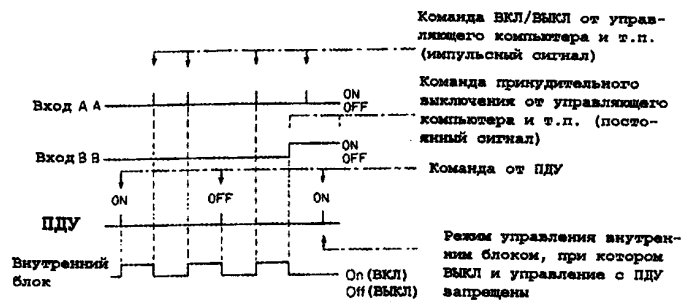 Команда ВКЛ/ВЫКЛ от управ-
ляющего компьютера и т.п.
(импульсный сигнал)
Команда принудительного
выключения от управляющего
компьютера и т.п. (посто-
янный сигнал)
Вход А А
ON
OFF
Вход В В
ON
OFF
Команда от ПДУ
ON
OFF
ON
ПДУ
Режим управления внутрен-
ним блоком, при котором
ВЫКЛ и управление с ПДУ
запрещены
Внутренний
блок
On (ВКЛ)
Off (ВЫКЛ)